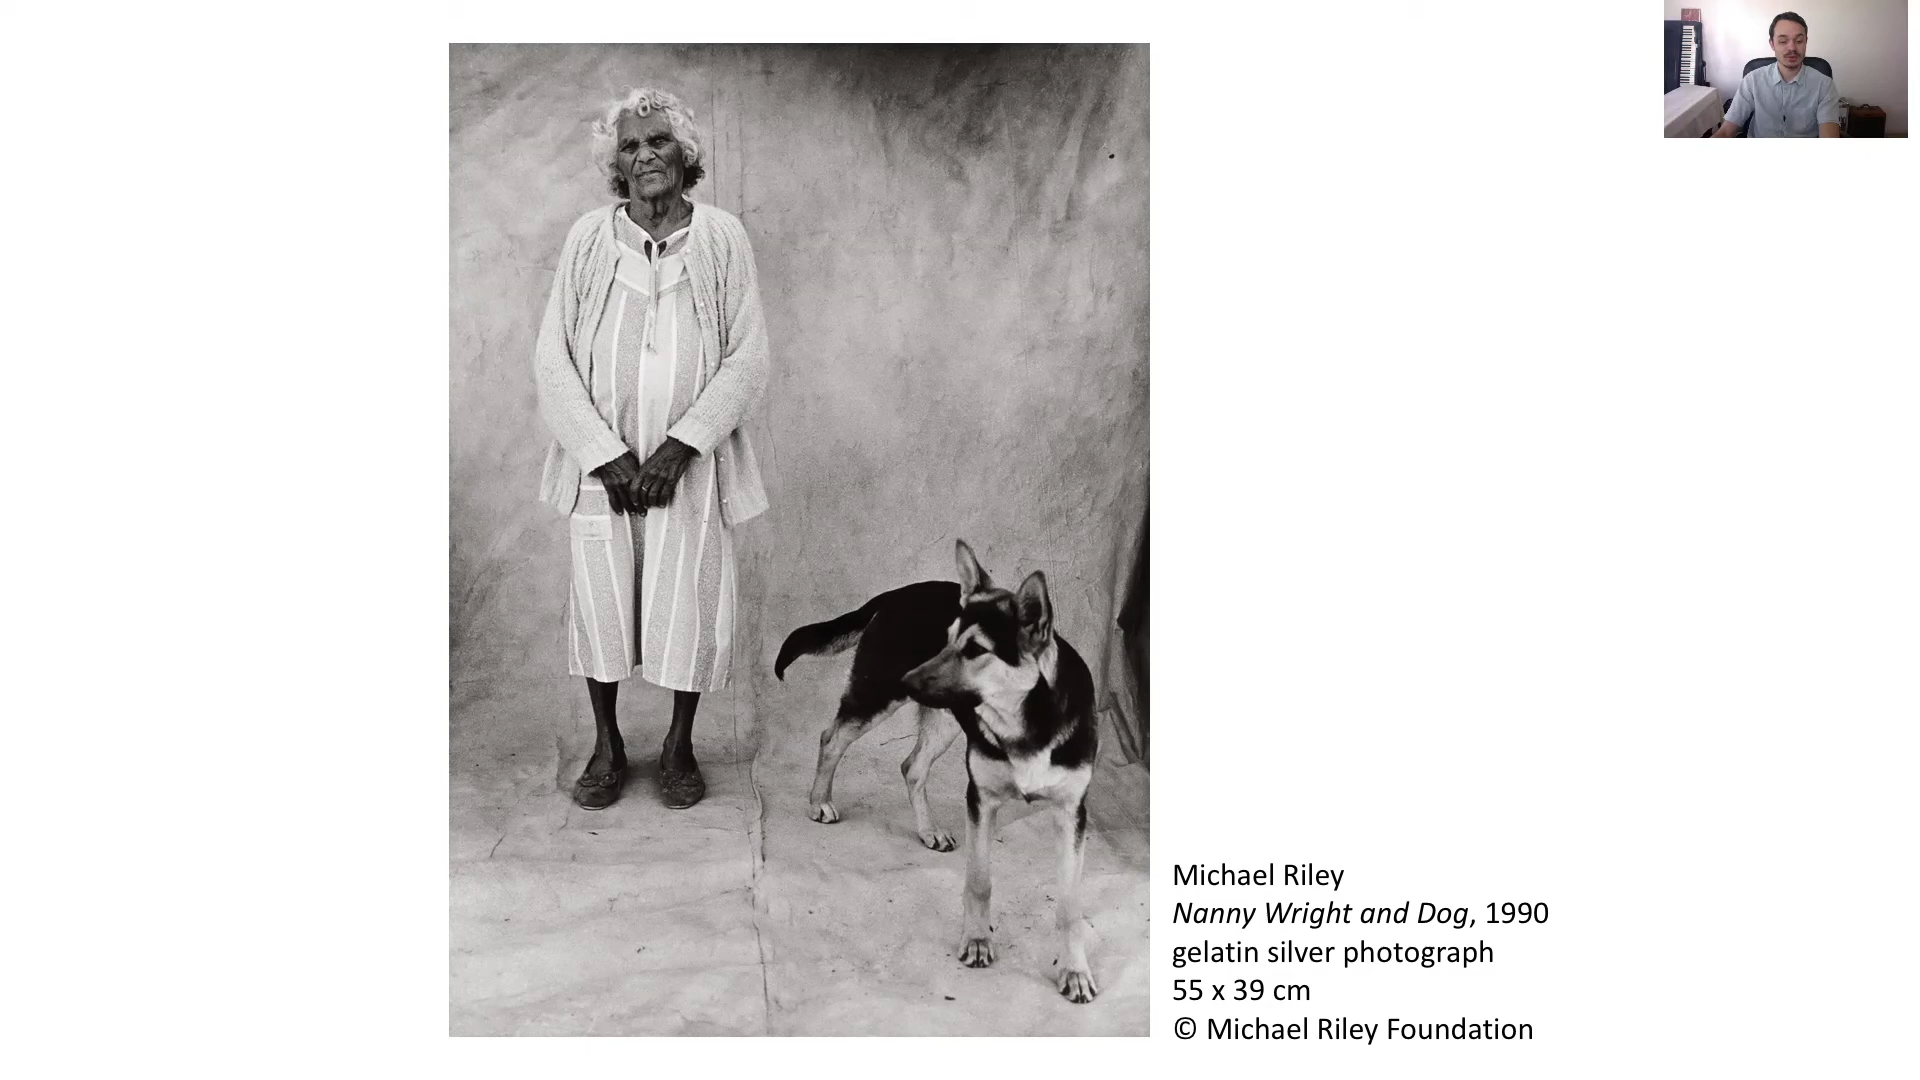 Michael Riley
Nanny Wright and Dog, 1990
gelatin silver photograph
55 x 39 cm
© Michael Riley Foundation